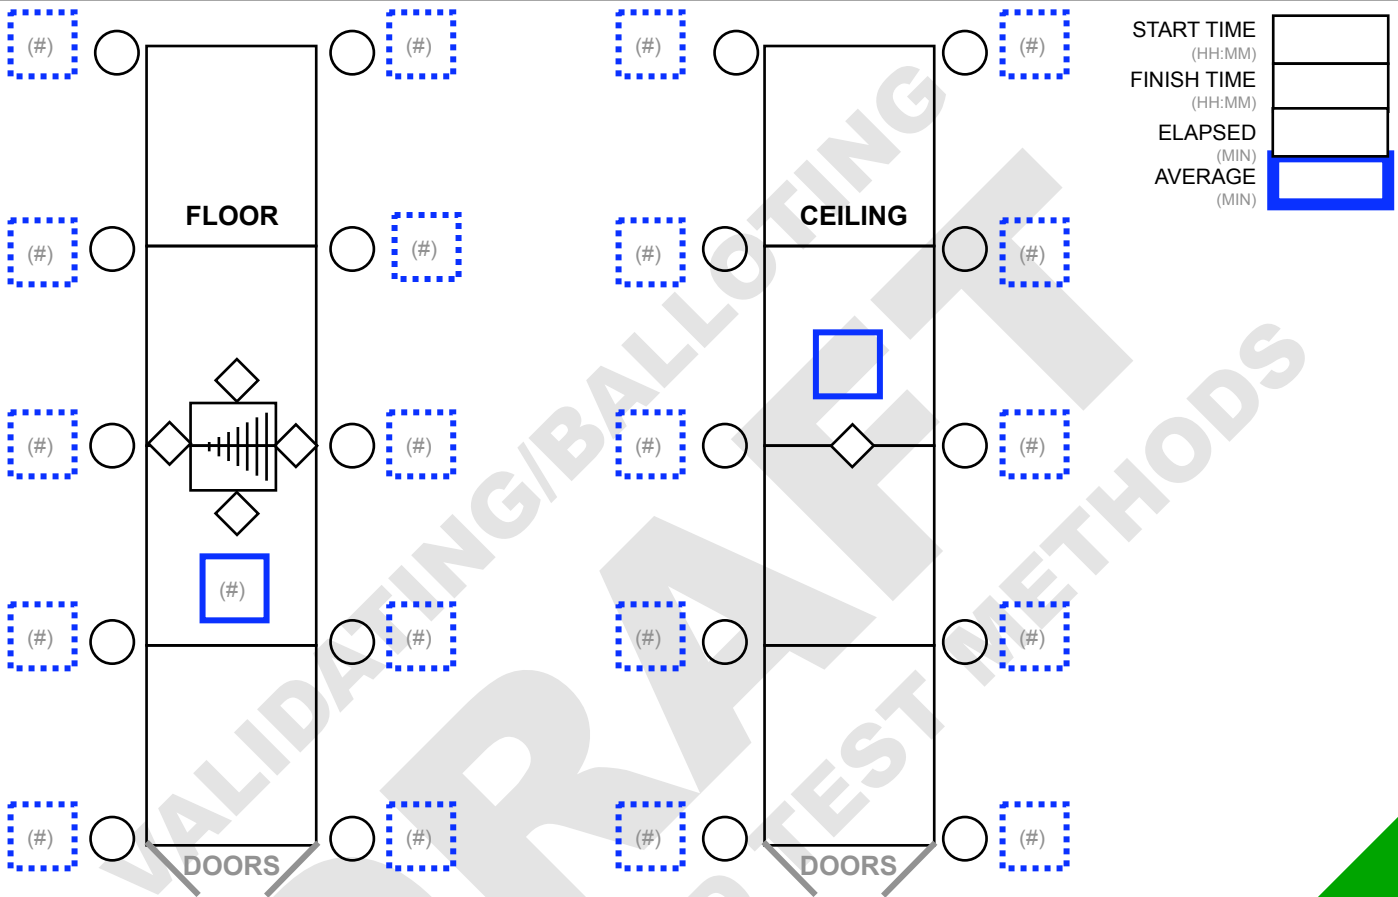 (#) (#) (#) (#) START TIME
(HH:MM)
FINISH TIME
(HH:MM)
ELAPSED
(MIN)
AVERAGE
(MIN)
FLOOR CEILING
(#) (#) (#) (#)
(#) (#) (#) (#)
(#)
(#) (#) (#) (#)
(#) (#) (#) (#)
DOORS DOORS
VALIDATING/BALLOTING
DRAFT
TEST METHODS